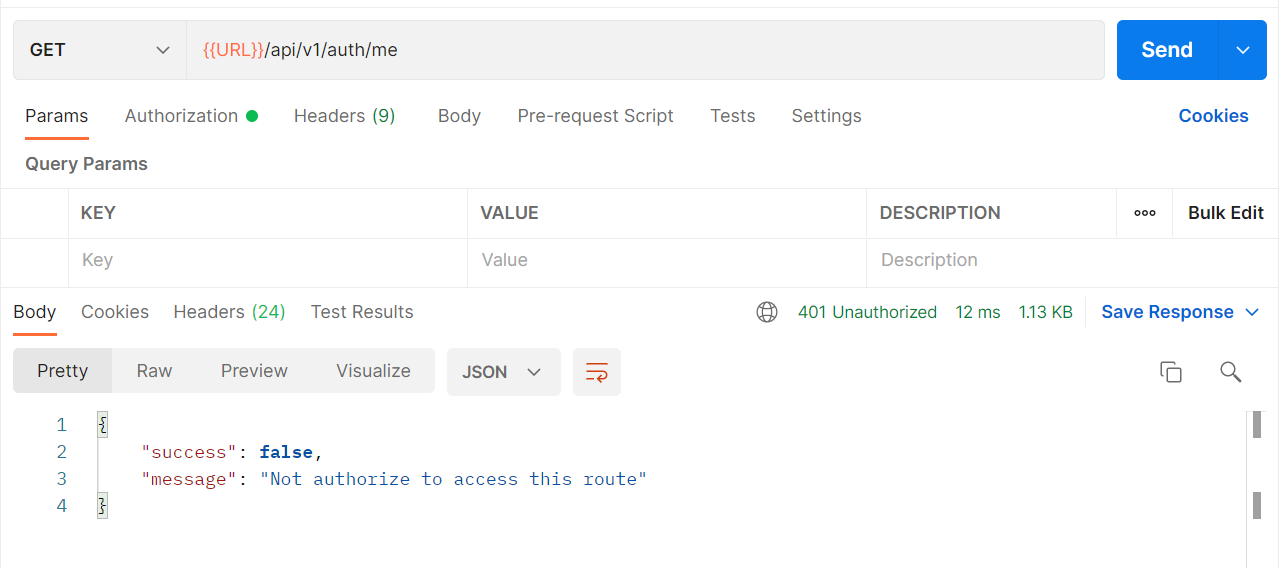 GET {{URL}}/api/v1/auth/me Send
Params Authorization Headers (9) Body Pre-request Script Tests Settings Cookies
Query Params
KEY VALUE DESCRIPTION ooo Bulk Edit
Key Value Description
Body Cookies Headers (24) Test Results 401 Unauthorized 12 ms 1.13 KB Save Response
Pretty Raw Preview Visualize JSON
1 {
2 "success": false,
3 "message": "Not authorize to access this route"
4 }